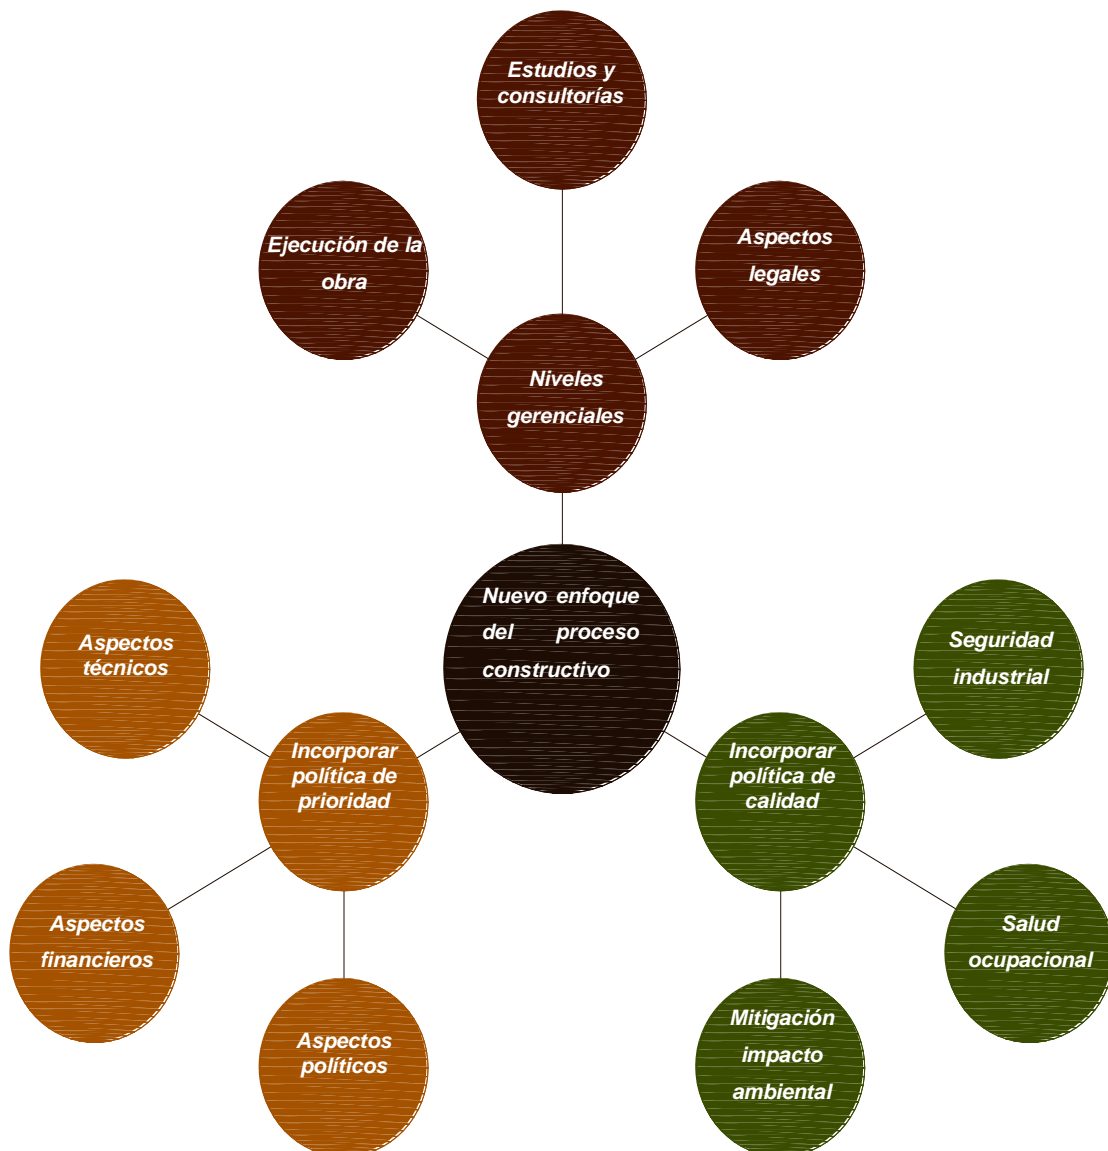 Estudios y
consultorías
Ejecución de la
obra
Aspectos
legales
Niveles
gerenciales
Nuevo enfoque
del proceso
constructivo
Aspectos
técnicos
Seguridad
industrial
Incorporar
política de
prioridad
Incorporar
política de
calidad
Aspectos
financieros
Salud
ocupacional
Aspectos
políticos
Mitigación
impacto
ambiental